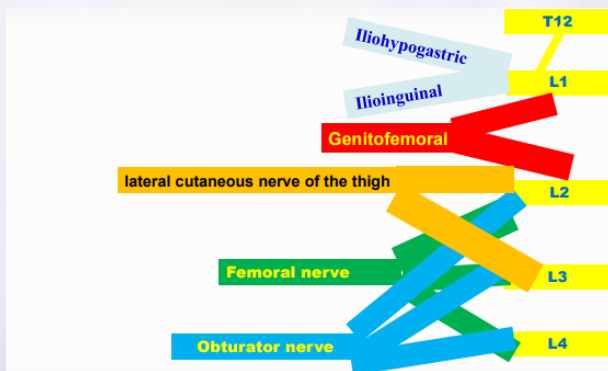 T12
Iliohypogastric
L1
Ilioinguinal
Genitofemoral
lateral cutaneous nerve of the thigh
L2
Femoral nerve
L3
Obturator nerve
L4